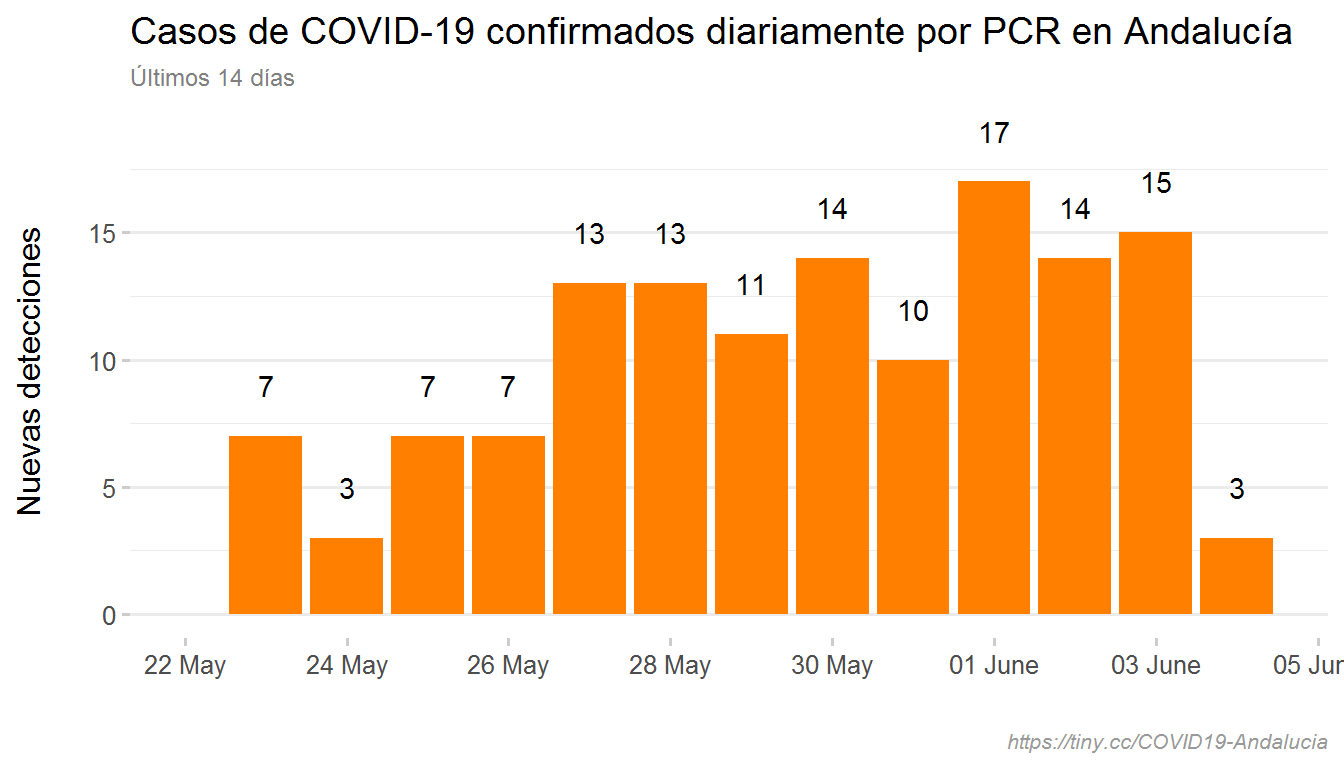 Casos de COVID-19 confirmados diariamente por PCR en Andalucía
Últimos 14 días
Nuevas detecciones
15
10
5
0
7
3
7
7
13
13
11
14
10
17
14
15
3
22 May
24 May
26 May
28 May
30 May
01 June
03 June
05 Jun
https://tiny.cc/COVID19-Andalucia